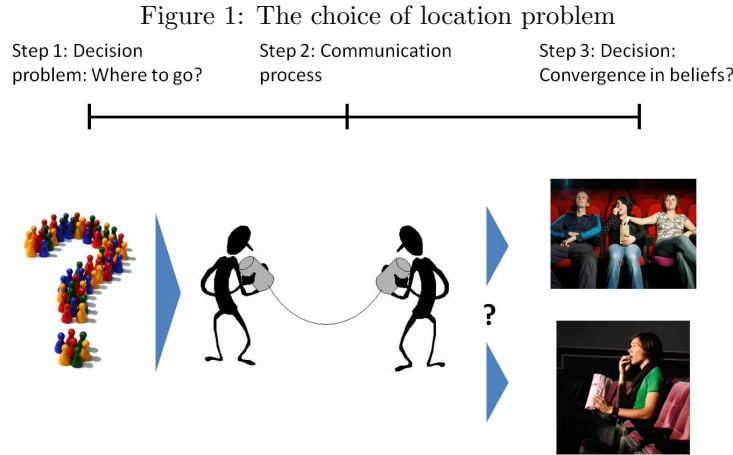 Figure 1: The choice of location problem
Step 1: Decision
problem: Where to go?
Step 2: Communication
process
Step 3: Decision:
Convergence in beliefs?
?